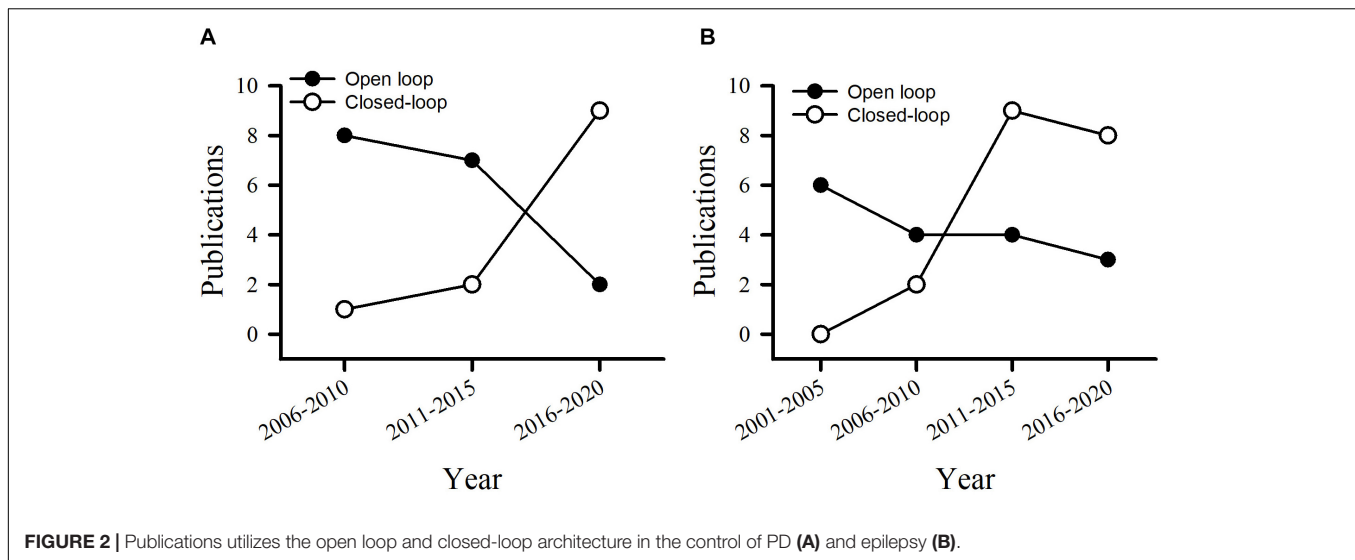 A
Open loop
Closed-loop
10
8
6
4
2
0
Publications
2006-2010
2011-2015
2016-2020
Year
B
Open loop
Closed-loop
10
8
6
4
2
0
Publications
2001-2005
2006-2010
2011-2015
2016-2020
Year
FIGURE 2 | Publications utilizes the open loop and closed-loop architecture in the control of PD (A) and epilepsy (B).